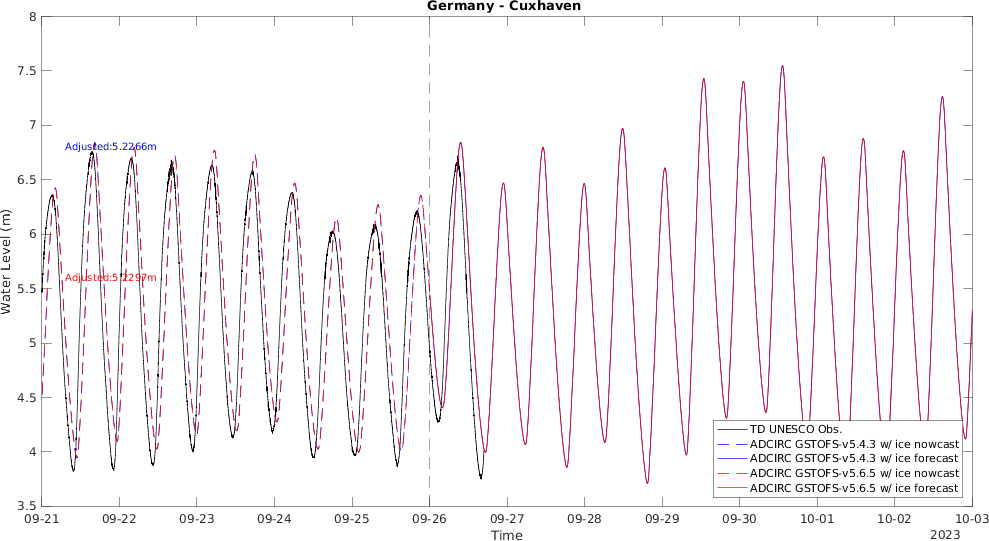 Germany - Cuxhaven
8
7.5
7
6.5
6
5.5
5
4.5
4
3.5
Water Level (m)
Adjusted:5.2266m
Adjusted:5.2297m
TD UNESCO Obs.
ADCIRC GSTOFS-v5.4.3 w/ ice nowcast
ADCIRC GSTOFS-v5.4.3 w/ ice forecast
ADCIRC GSTOFS-v5.6.5 w/ ice nowcast
ADCIRC GSTOFS-v5.6.5 w/ ice forecast
09-21 09-22 09-23 09-24 09-25 09-26 09-27 09-28 09-29 09-30 10-01 10-02 10-03
Time
2023